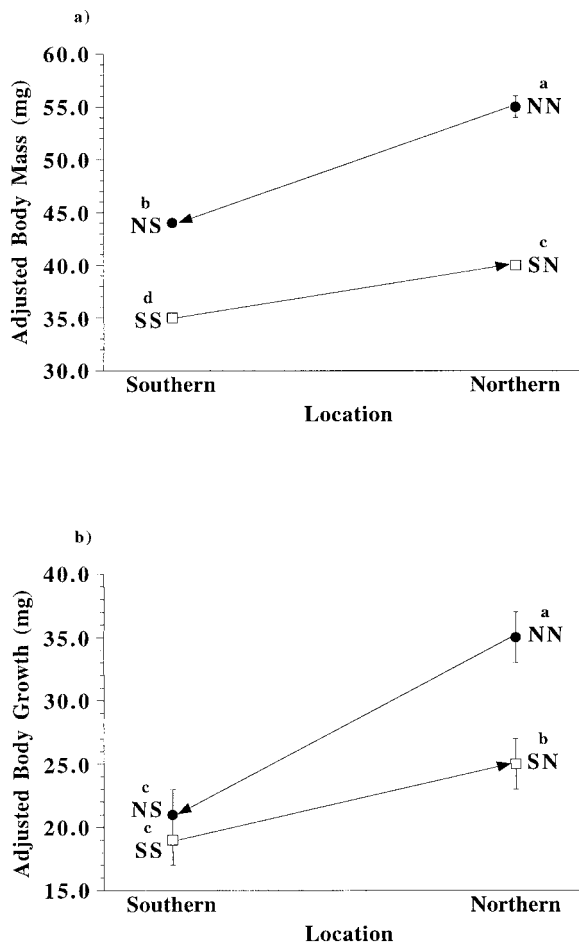 a)
Adjusted Body Mass (mg)
60.0
55.0
50.0
45.0
40.0
35.0
30.0
a
NN
b
NS
c
SN
d
SS
Southern
Northern
Location
b)
Adjusted Body Growth (mg)
40.0
35.0
30.0
25.0
20.0
15.0
a
NN
b
SN
c
NS
c
SS
Southern
Northern
Location